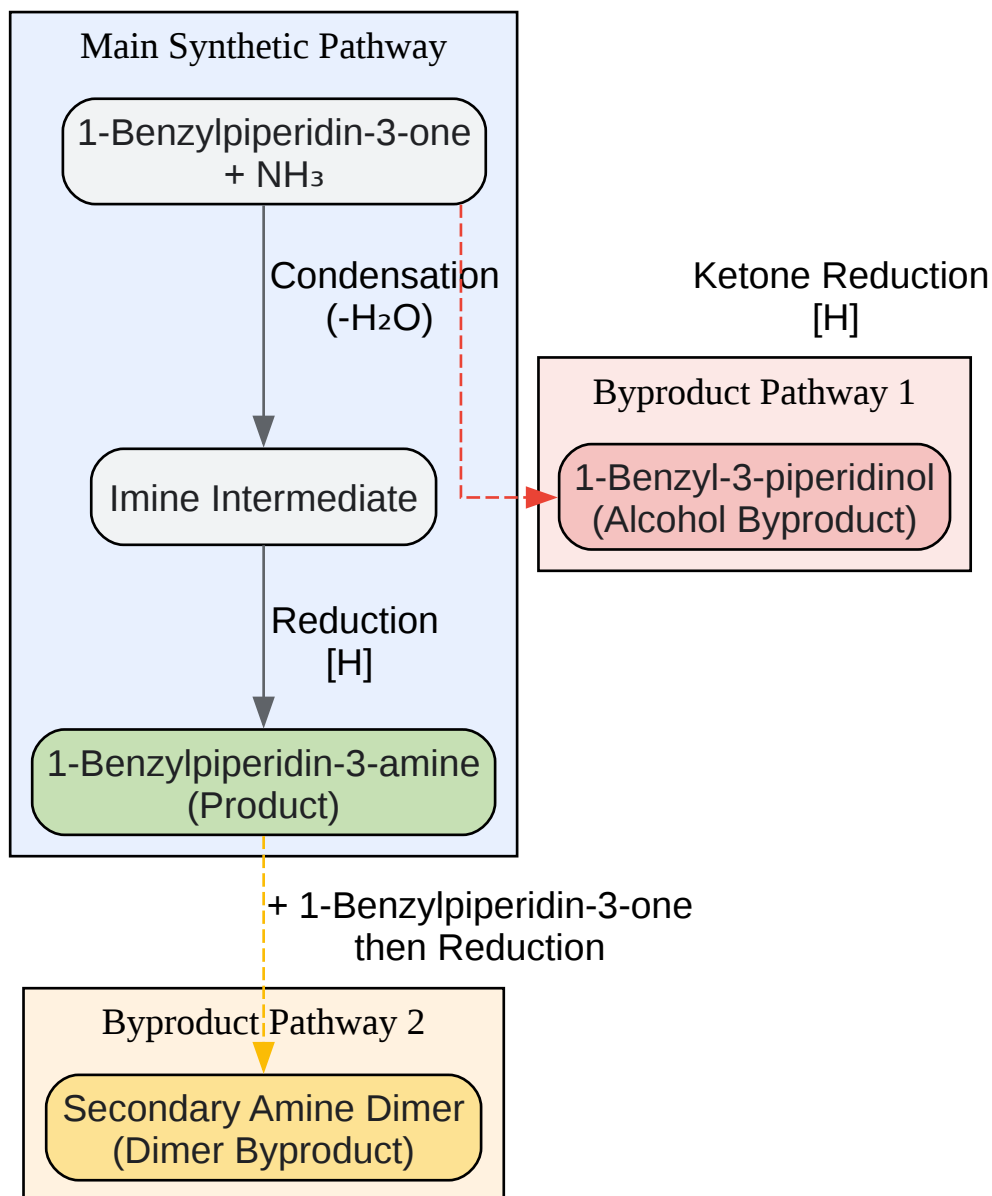 Main Synthetic Pathway
1-Benzylpiperidin-3-one
+ NH₃
Condensation
(-H₂O)
Ketone Reduction
[H]
Byproduct Pathway 1
1-Benzyl-3-piperidinol
(Alcohol Byproduct)
Imine Intermediate
Reduction
[H]
1-Benzylpiperidin-3-amine
(Product)
+ 1-Benzylpiperidin-3-one
then Reduction
Byproduct Pathway 2
Secondary Amine Dimer
(Dimer Byproduct)